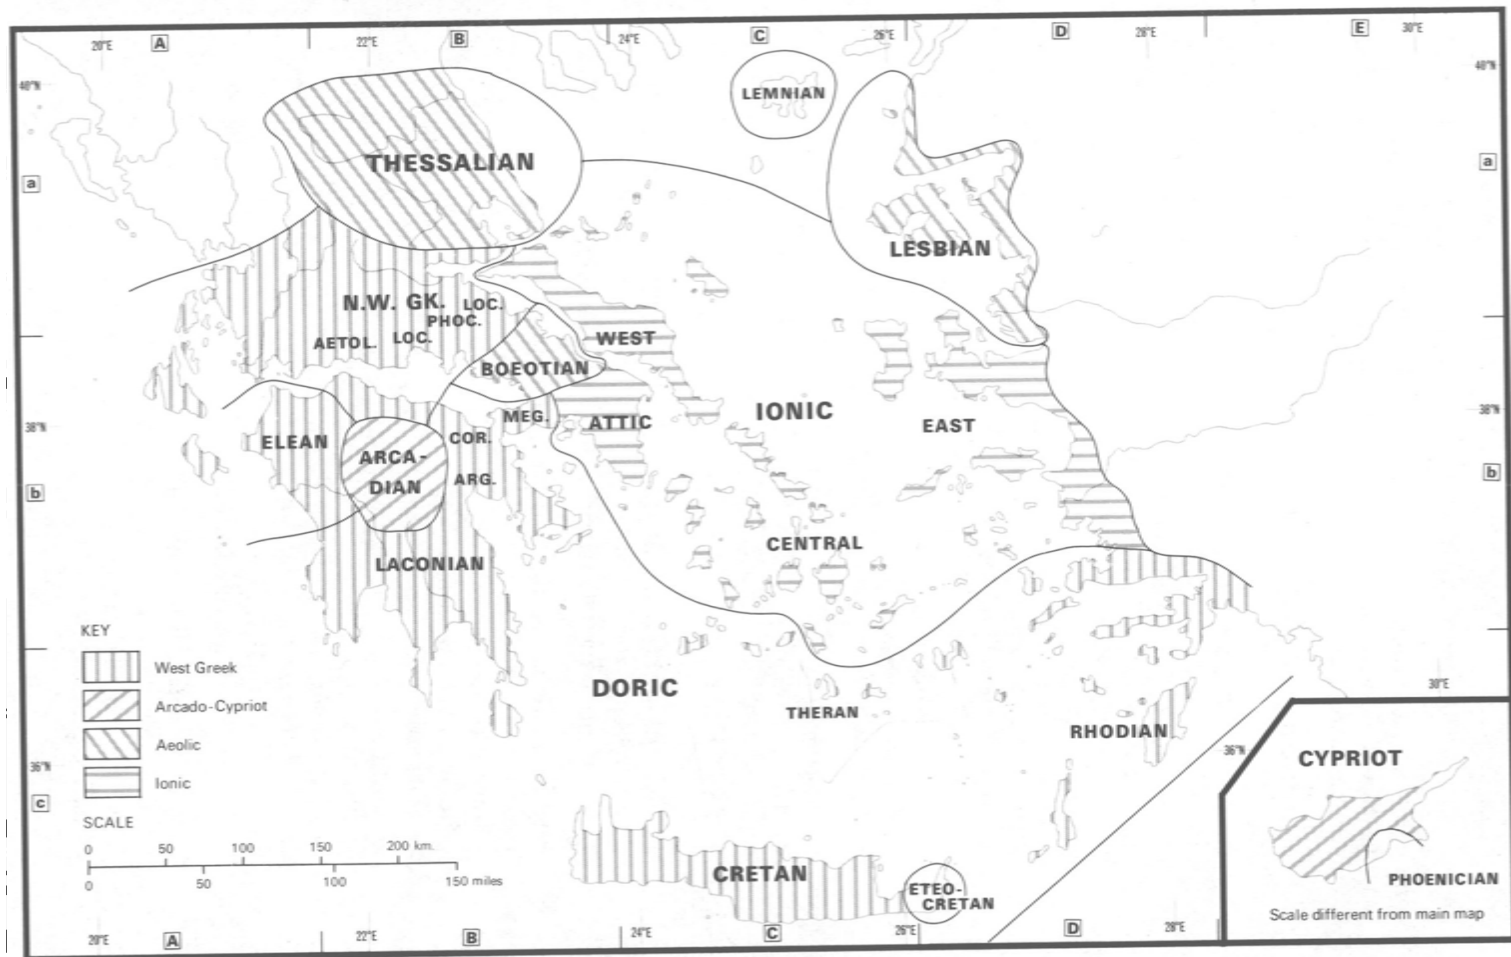 20°E A 22°E B 24°E C 26°E D 28°E E 30°E
40°N 40°N
LEMNIAN
THESSALIAN
a a
LESBIAN
N.W. GK. LOC.
PHOC.
AETOL. LOC.
WEST
BOEOTIAN
IONIC
MEG.
ATTIC
EAST
38°N 38°N
ELEAN
COR.
ARCA-
DIAN
ARG.
b b
CENTRAL
LACONIAN
KEY
West Greek
DORIC
30°E
Arcado-Cypriot
THERAN
RHODIAN
Aeolic
36°N 36°N
CYPRIOT
Ionic
c
SCALE
0 50 100 150 200 km.
0 50 100 150 miles
CRETAN
ETEO-
CRETAN
PHOENICIAN
Scale different from main map
20°E A 22°E B 24°E C 26°E D 28°E